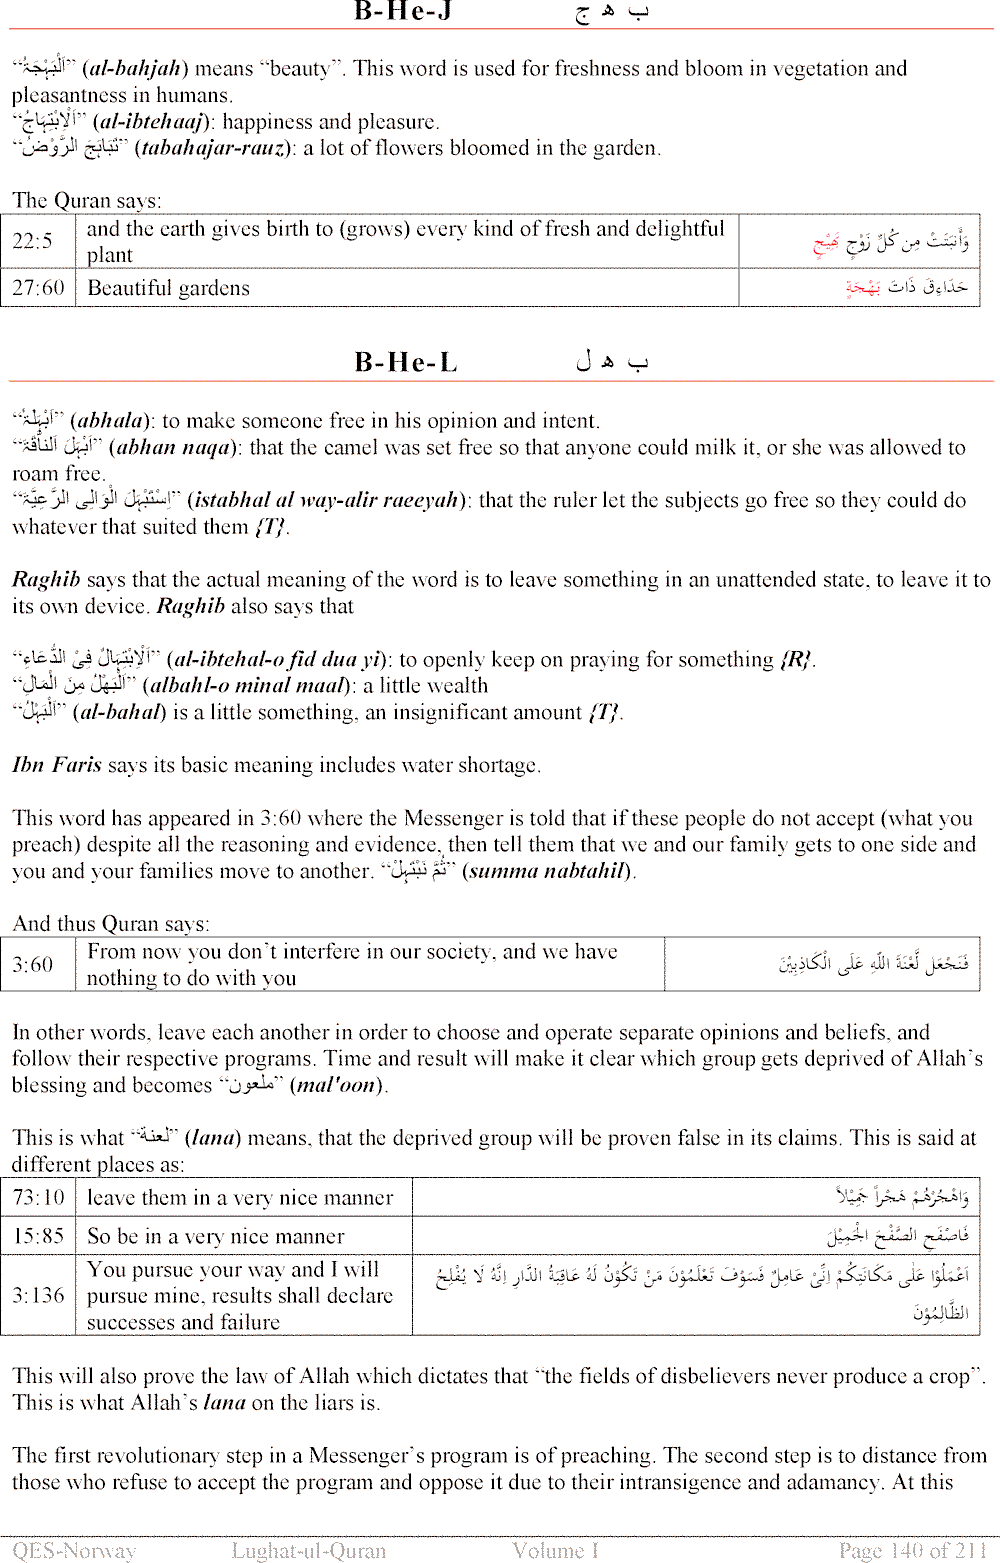 B-He-J ب ھ ج
“اَلْبَہْجَۃُ” (al-bahjah) means “beauty”. This word is used for freshness and bloom in vegetation and
pleasantness in humans.
“اَلْاِبْتِہَاجُ” (al-ibtehaaj): happiness and pleasure.
“تَبَاہَجَ الرَّوْضُ” (tabahajar-rauz): a lot of flowers bloomed in the garden.
The Quran says:
22:5 and the earth gives birth to (grows) every kind of fresh and delightful
plant
وَأَنبَتَتْ مِن كُلِّ زَوْجٍ بَهِيْجٍ
27:60 Beautiful gardens حَدَاءِقَ ذَاتَ بَهْجَةٍ
B-He-L ب ھ ل
“اَبْہَلَہٗ” (abhala): to make someone free in his opinion and intent.
“اَبْہَلَ النَّاقَۃَ” (abhan naqa): that the camel was set free so that anyone could milk it, or she was allowed to
roam free.
“اِسْتَبْہَلَ الْوَالِی الرَّعِیَّۃَ” (istabhal al way-alir raeeyah): that the ruler let the subjects go free so they could do
whatever that suited them {T}.
Raghib says that the actual meaning of the word is to leave something in an unattended state, to leave it to
its own device. Raghib also says that
“اَلْاِبْتِہَالُ فِیْ الدُّعَاءِ” (al-ibtehal-o fid dua yi): to openly keep on praying for something {R}.
“اَلْبَہْلُ مِنَ الْمَالِ” (albahl-o minal maal): a little wealth
“اَلْبَہْلُ” (al-bahal) is a little something, an insignificant amount {T}.
Ibn Faris says its basic meaning includes water shortage.
This word has appeared in 3:60 where the Messenger is told that if these people do not accept (what you
preach) despite all the reasoning and evidence, then tell them that we and our family gets to one side and
you and your families move to another. “ثُمَّ نَبْتَہِلْ” (summa nabtahil).
And thus Quran says:
3:60 From now you don’t interfere in our society, and we have
nothing to do with you
فَنَجْعَل لَّعْنَةَ اللّهِ عَلَى الْكَاذِبِيْنَ
In other words, leave each another in order to choose and operate separate opinions and beliefs, and
follow their respective programs. Time and result will make it clear which group gets deprived of Allah’s
blessing and becomes “ملعون” (mal'oon).
This is what “لعنة” (lana) means, that the deprived group will be proven false in its claims. This is said at
different places as:
73:10 leave them in a very nice manner وَاهْجُرْهُمْ هَجْراً جَمِيْلاً
15:85 So be in a very nice manner فَاصْفَحِ الصَّفْحَ الْجَمِيْلَ
3:136 You pursue your way and I will
pursue mine, results shall declare
successes and failure
اَعْمَلُوْا عَلٰى مَكَانَتِكُمْ اِنِّىْ عَامِلٌ فَسَوْفَ تَعْلَمُوْنَ مَنْ تَكُوْنُ لَهُ عَاقِبَةُ الدَّارِ اِنَّهُ لَا يُفْلِحُ
الظَّالِمُوْنَ
This will also prove the law of Allah which dictates that “the fields of disbelievers never produce a crop”.
This is what Allah’s lana on the liars is.
The first revolutionary step in a Messenger’s program is of preaching. The second step is to distance from
those who refuse to accept the program and oppose it due to their intransigence and adamancy. At this
QES-Norway Lughat-ul-Quran Volume I Page 140 of 211